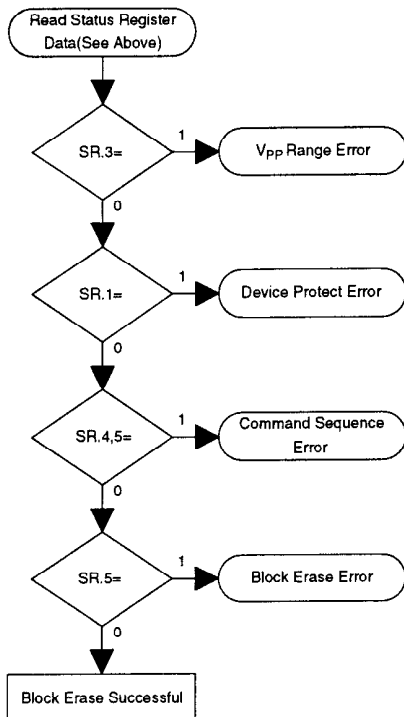 Read Status Register
Data(See Above)
SR.3=
1
VPP Range Error
0
SR.1=
1
Device Protect Error
0
SR.4,5=
1
Command Sequence
Error
0
SR.5=
1
Block Erase Error
0
Block Erase Successful